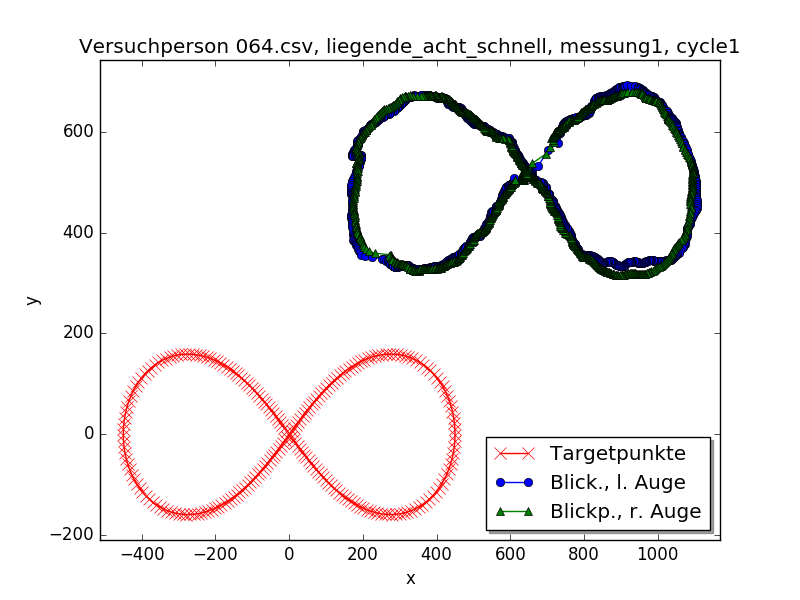 Versuchperson 064.csv, liegende_acht_schnell, messung1, cycle1
y
600
400
200
0
−200
−400
−200
0
200
400
600
800
1000
x
Targetpunkte
Blick., l. Auge
Blickp., r. Auge